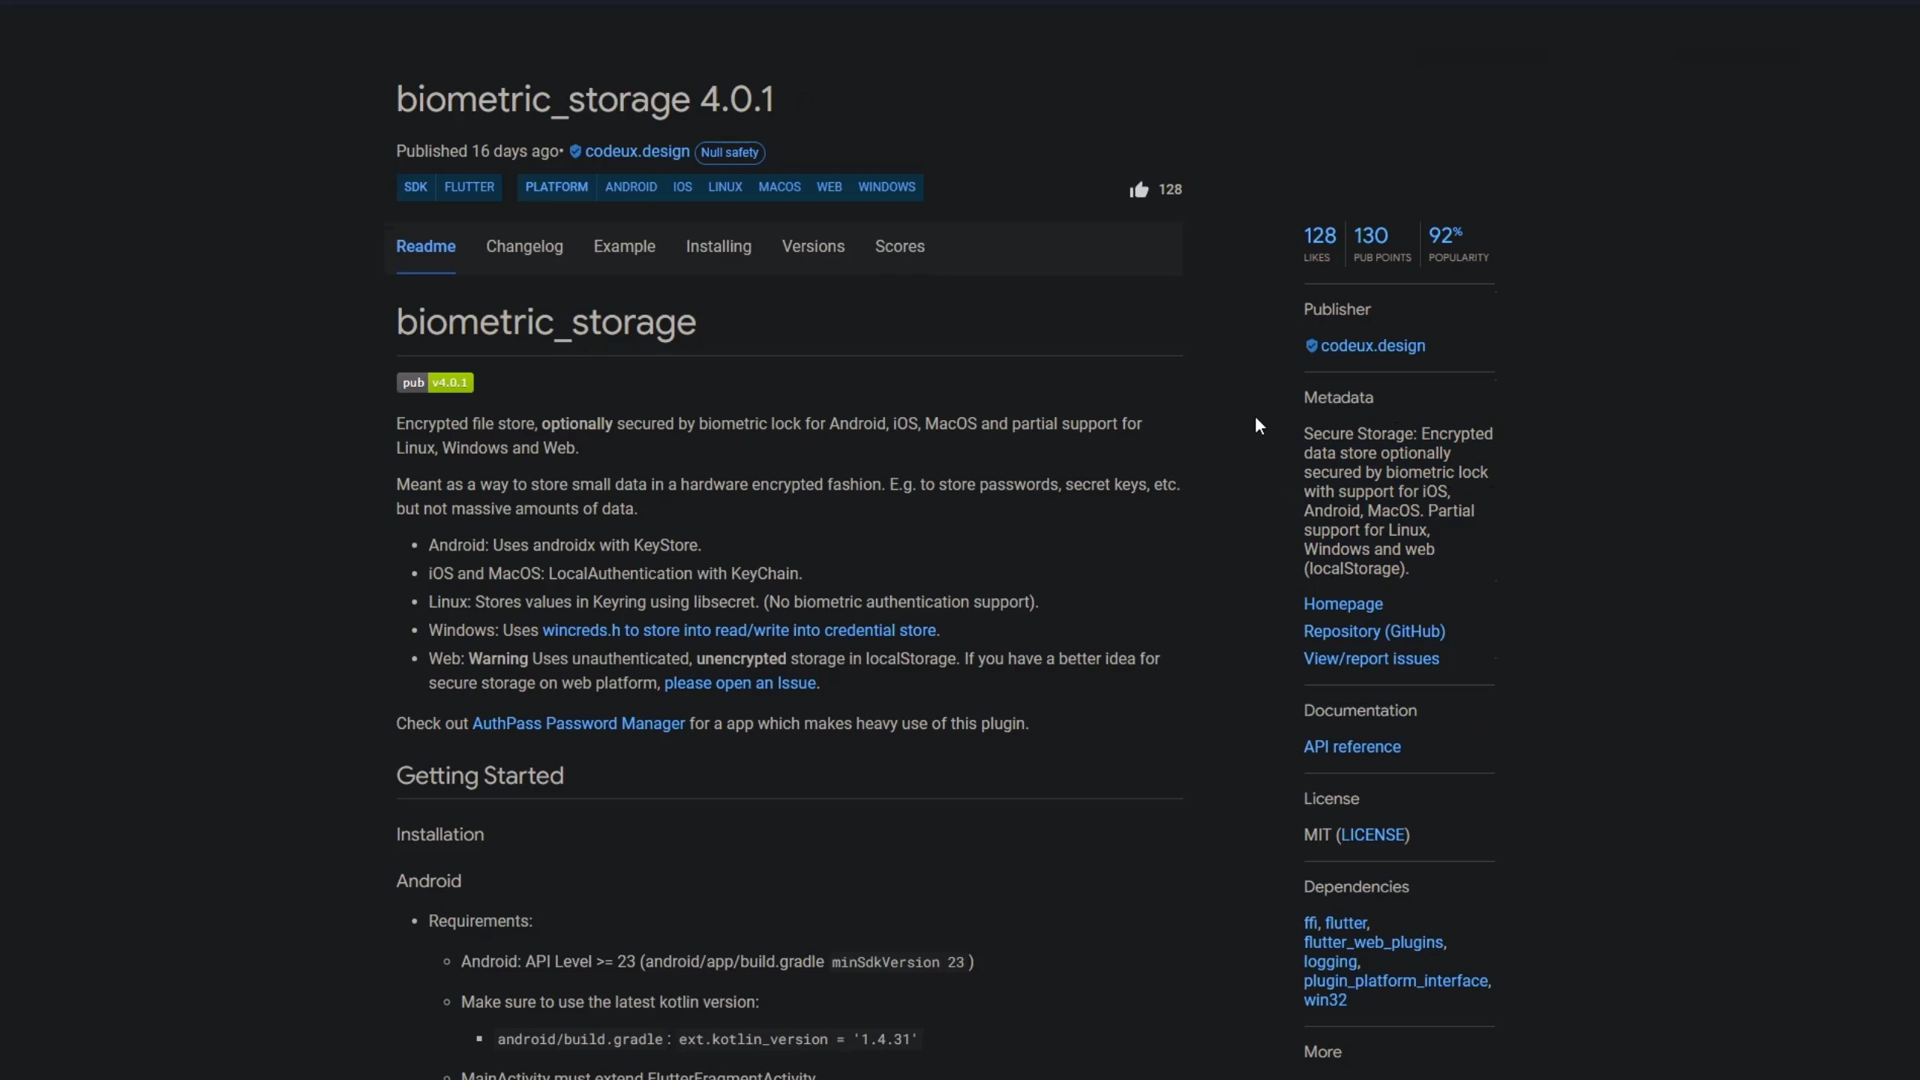 biometric_storage 4.0.1
Published 16 days ago• codeux.design Null safety
SDK FLUTTER PLATFORM ANDROID IOS LINUX MACOS WEB WINDOWS
128
Readme Changelog Example Installing Versions Scores
biometric_storage
pub v4.0.1
Encrypted file store, optionally secured by biometric lock for Android, iOS, MacOS and partial support for
Linux, Windows and Web.
Meant as a way to store small data in a hardware encrypted fashion. E.g. to store passwords, secret keys, etc.
but not massive amounts of data.
• Android: Uses androidx with KeyStore.
• iOS and MacOS: LocalAuthentication with KeyChain.
• Linux: Stores values in Keyring using libsecret. (No biometric authentication support).
• Windows: Uses wincreds.h to store into read/write into credential store.
• Web: Warning Uses unauthenticated, unencrypted storage in localStorage. If you have a better idea for
secure storage on web platform, please open an Issue.
Check out AuthPass Password Manager for a app which makes heavy use of this plugin.
Getting Started
Installation
Android
• Requirements:
◦ Android: API Level >= 23 (android/app/build.gradle minSdkVersion 23 )
◦ Make sure to use the latest kotlin version:
▪ android/build.gradle : ext.kotlin_version = '1.4.31'
◦ MainActivity must extend FlutterFragmentActivity
128 130 92%
LIKES PUB POINTS POPULARITY
Publisher
codeux.design
Metadata
Secure Storage: Encrypted
data store optionally
secured by biometric lock
with support for iOS,
Android, MacOS. Partial
support for Linux,
Windows and web
(localStorage).
Homepage
Repository (GitHub)
View/report issues
Documentation
API reference
License
MIT (LICENSE)
Dependencies
ffi, flutter,
flutter_web_plugins,
logging,
plugin_platform_interface,
win32
More